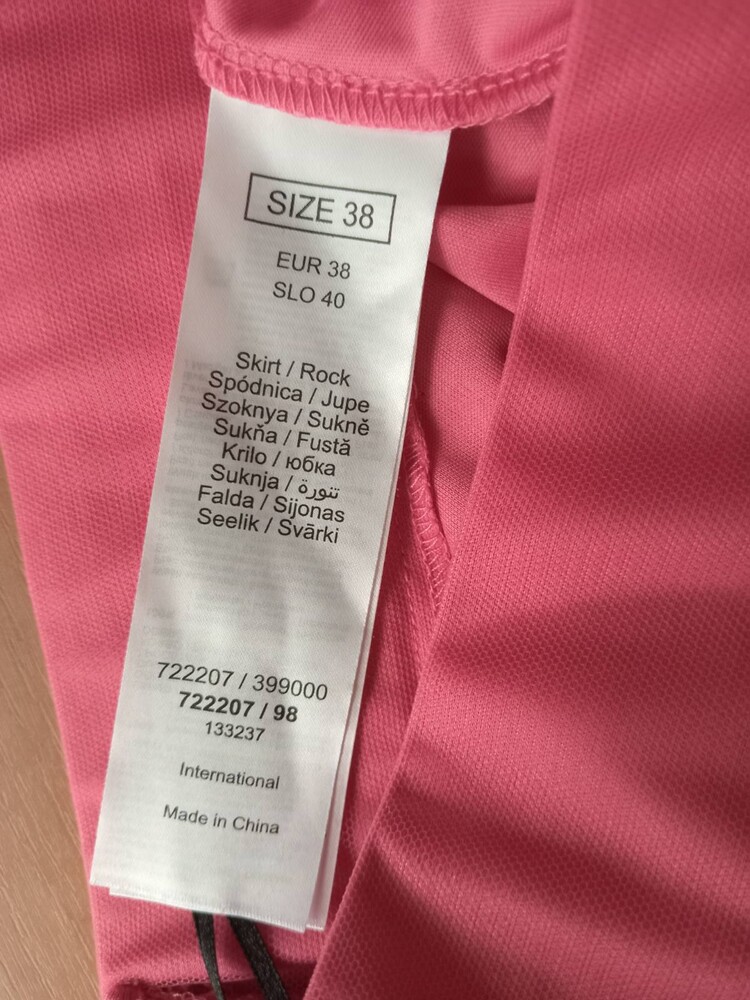 SIZE 38
EUR 38
SLO 40
Skirt / Rock
Spódnica / Jupe
Szoknya / Sukně
Sukňa / Fustă
Krilo / юбка
Suknja / تنورة
Falda / Sijonas
Seelik / Svārki
722207 / 399000
722207 / 98
133237
International
Made in China